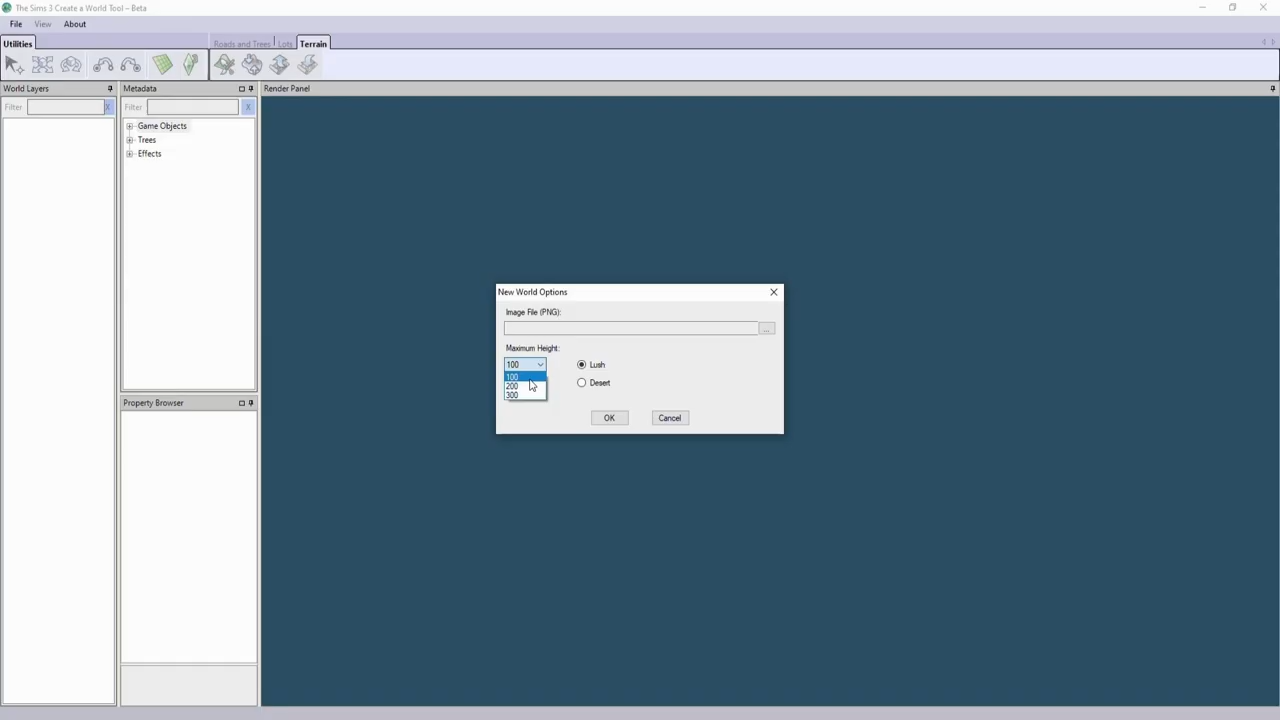 The Sims 3 Create a World Tool – Beta
File View About
Utilities Roads and Trees Lots Terrain
World Layers Metadata Render Panel
Filter X Filter X
Game Objects
Trees
Effects
New World Options
Image File (PNG):
...
Maximum Height:
100 Lush
100
200 Desert
300
Property Browser
OK Cancel